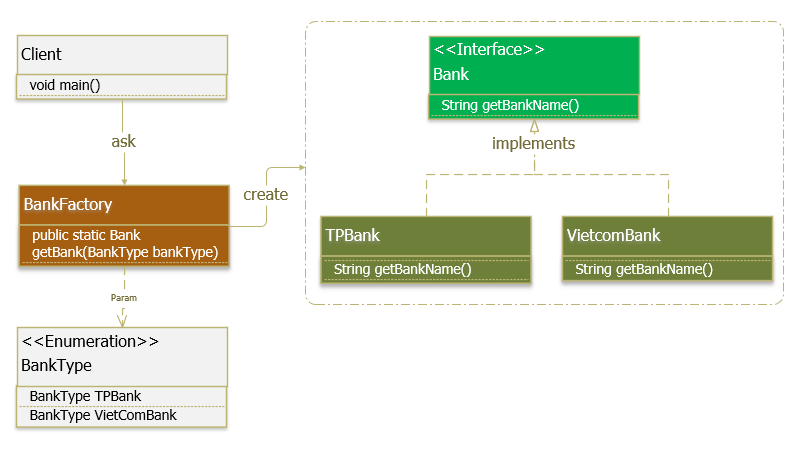 Client
void main()
ask
BankFactory
public static Bank
getBank(BankType bankType)
Param
<<Enumeration>>
BankType
BankType TPBank
BankType VietComBank
create
<<Interface>>
Bank
String getBankName()
implements
TPBank
String getBankName()
VietcomBank
String getBankName()